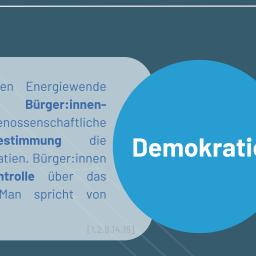 en Energiewende
Bürger:innen-
enossenschaftliche
estimmung die
atien. Bürger:innen
ntrolle über das
Man spricht von
[1,2,9,14,15]
Demokratie